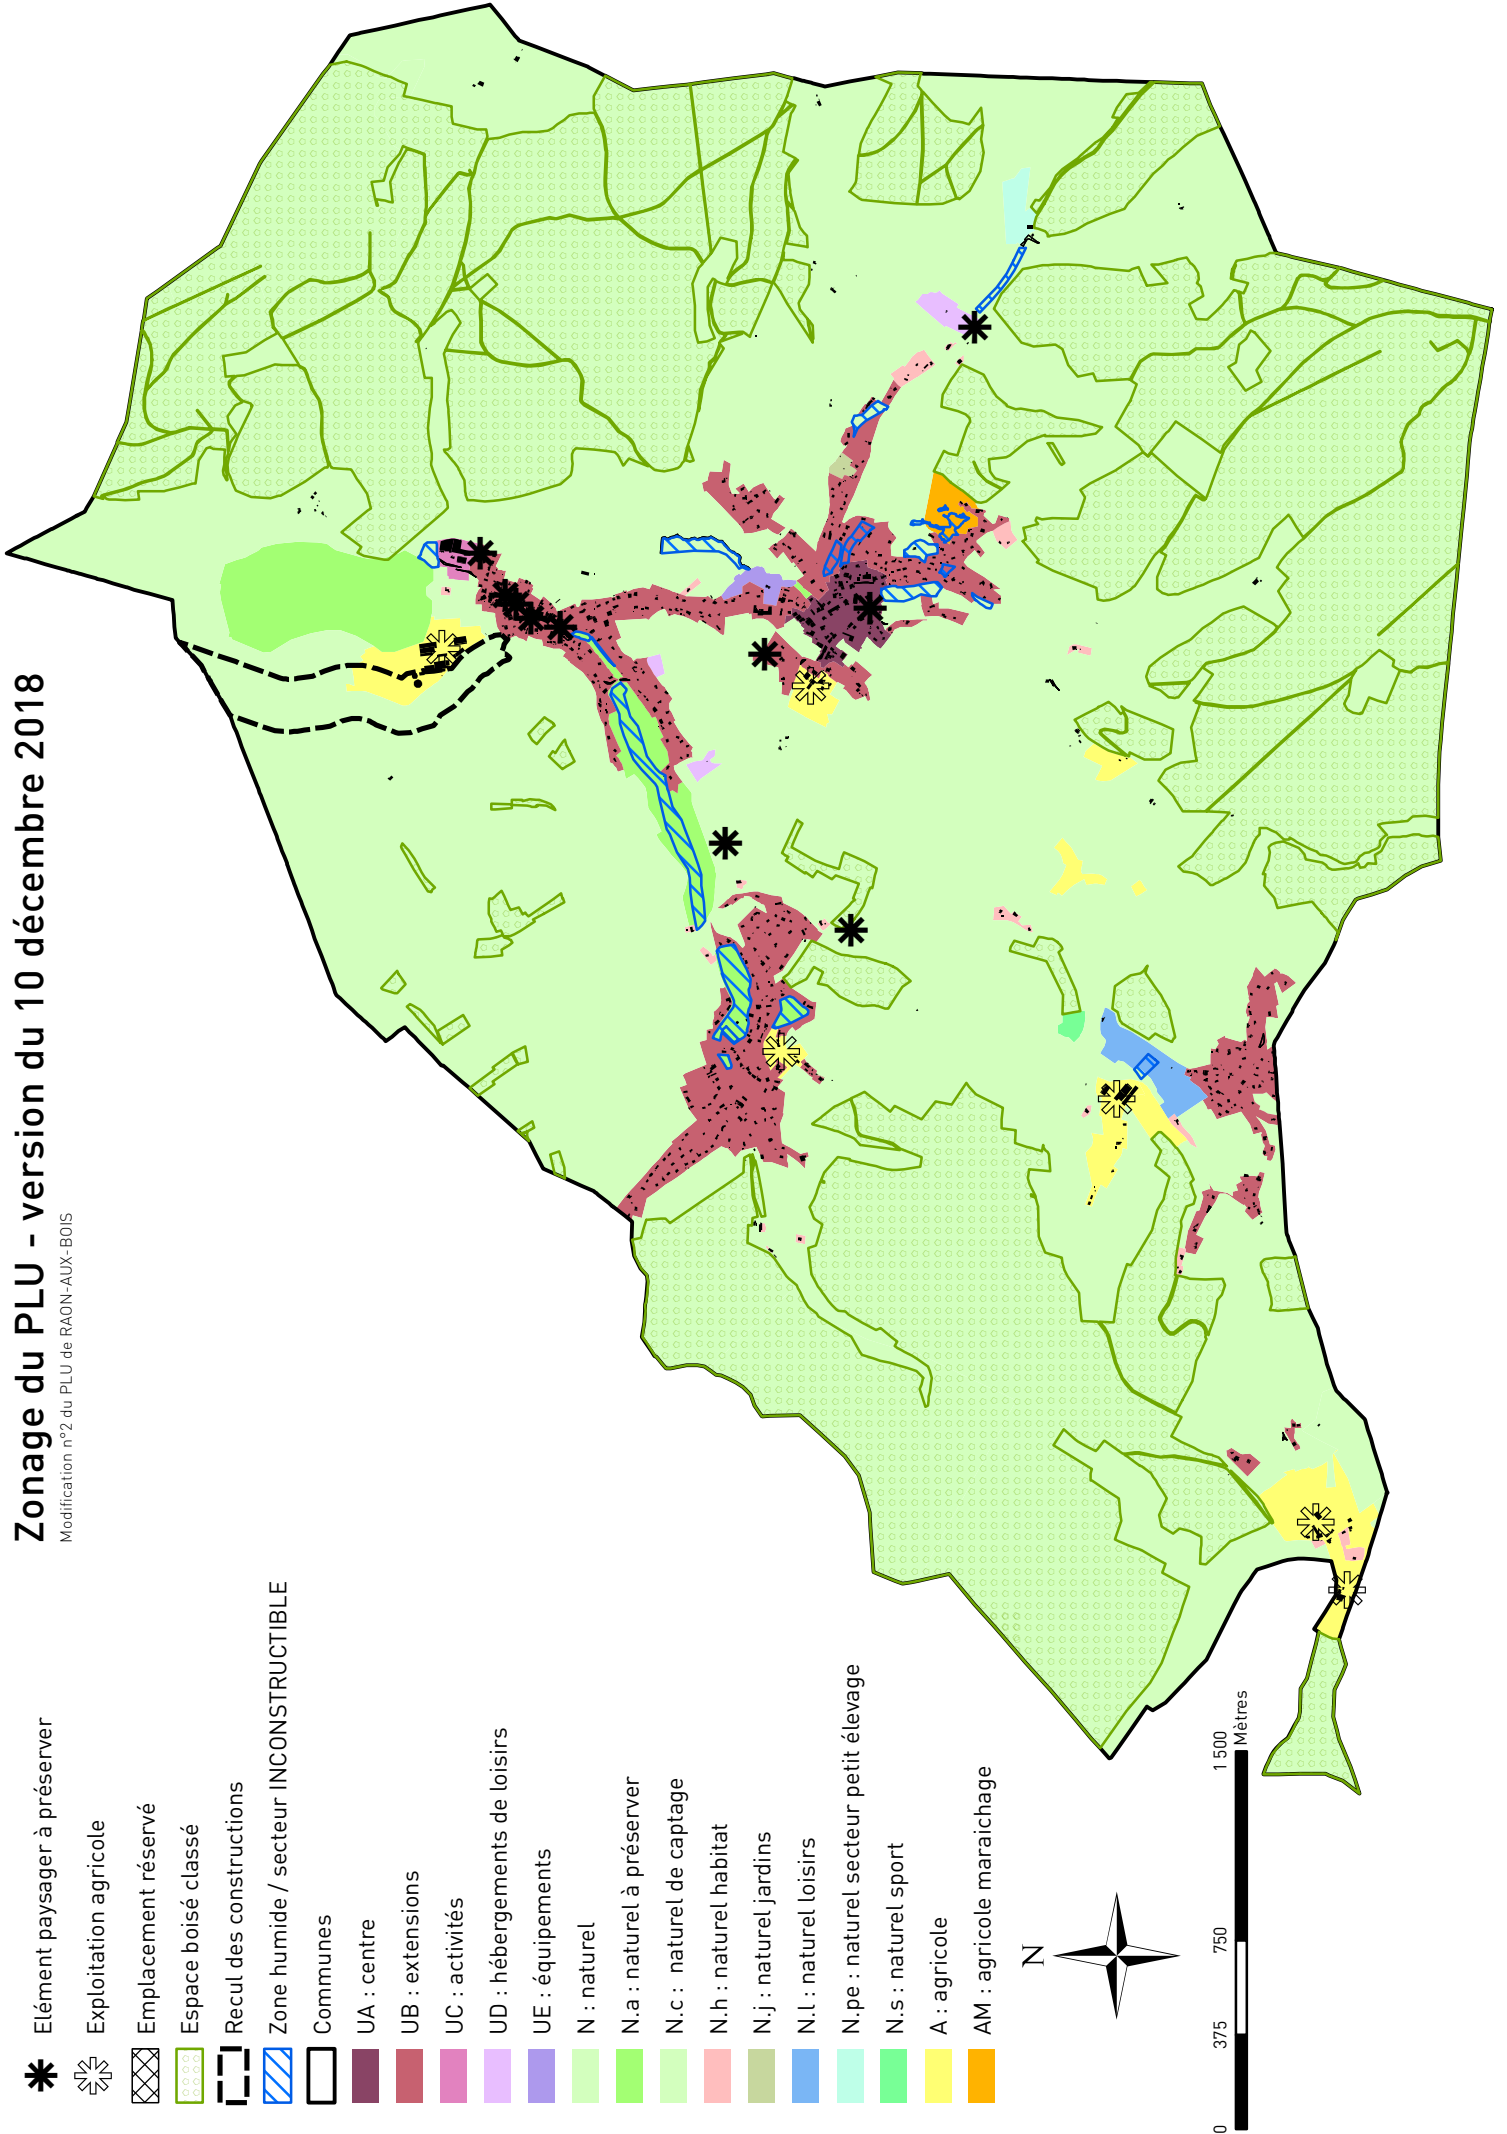 Zonage du PLU - version du 10 décembre 2018
Modification n°2 du PLU de RAON-AUX-BOIS
Elément paysager à préserver
Exploitation agricole
Emplacement réservé
Espace boisé classé
Recul des constructions
Zone humide / secteur INCONSTRUCTIBLE
Communes
UA : centre
UB : extensions
UC : activités
UD : hébergements de loisirs
UE : équipements
N : naturel
N.a : naturel à préserver
N.c : naturel de captage
N.h : naturel habitat
N.j : naturel jardins
N.l : naturel loisirs
N.pe : naturel secteur petit élevage
N.s : naturel sport
A : agricole
AM : agricole maraichage
N
0 375 750 1 500
Mètres